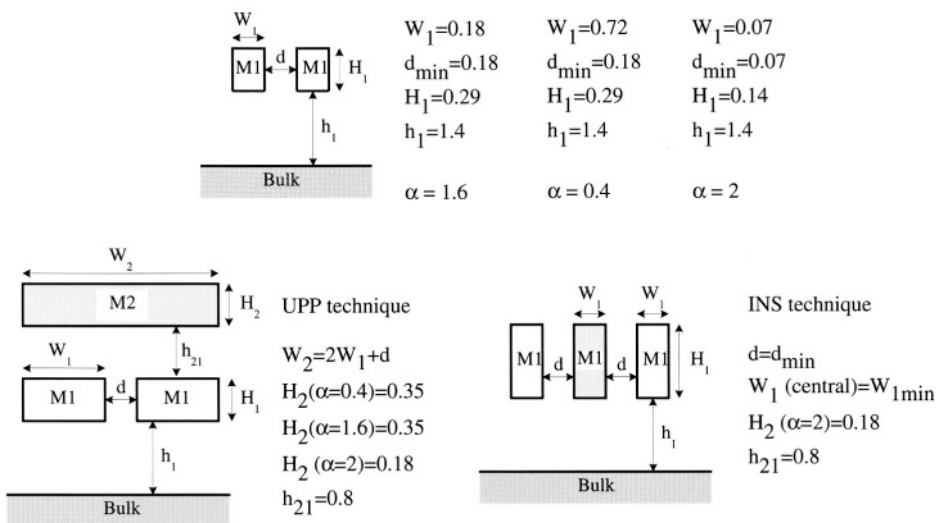 W₁
M1
d
M1
H₁
h₁
Bulk
W₁=0.18
d_min=0.18
H₁=0.29
h₁=1.4
α = 1.6
W₁=0.72
d_min=0.18
H₁=0.29
h₁=1.4
α = 0.4
W₁=0.07
d_min=0.07
H₁=0.14
h₁=1.4
α = 2
W₂
M2
H₂
h₂₁
W₁
M1
d
M1
H₁
h₁
Bulk
UPP technique
W₂=2W₁+d
H₂(α=0.4)=0.35
H₂(α=1.6)=0.35
H₂ (α=2)=0.18
h₂₁=0.8
W₁
W₁
M1
d
M1
d
M1
H₁
h₁
Bulk
INS technique
d=d_min
W₁ (central)=W₁min
H₂ (α=2)=0.18
h₂₁=0.8